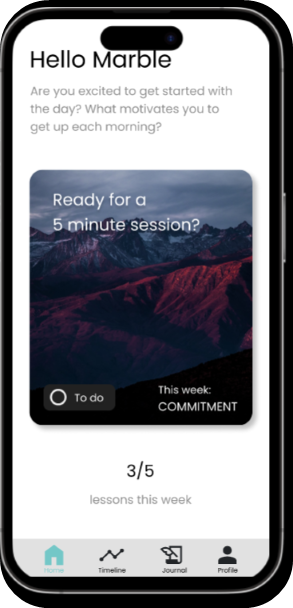 Hello Marble
Are you excited to get started with
the day? What motivates you to
get up each morning?
Ready for a
5 minute session?
To do
This week:
COMMITMENT
3/5
lessons this week
Home
Timeline
Journal
Profile